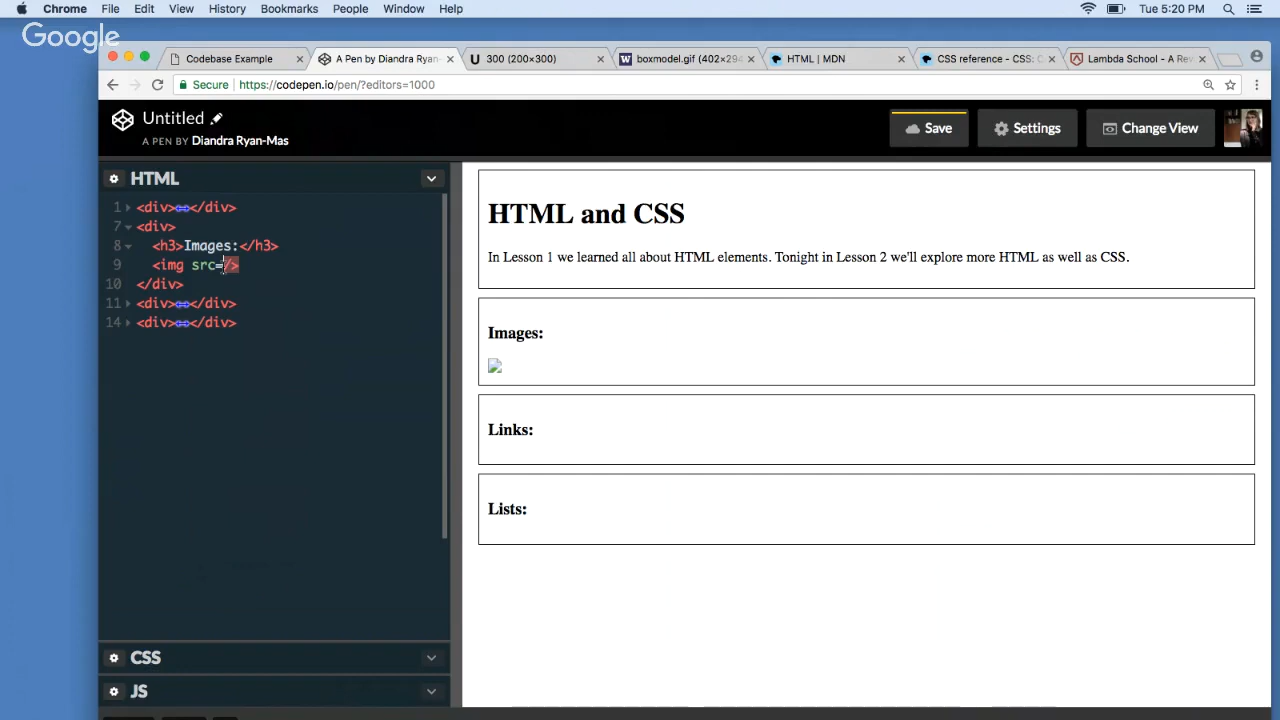 Chrome File Edit View History Bookmarks People Window Help Tue 5:20 PM
Google
Codebase Example A Pen by Diandra Ryan-Mas U 300 (200×300) W boxmodel.gif (402×294 HTML | MDN CSS reference - CSS: C Lambda School - A Rev
Secure https://codepen.io/pen/?editors=1000
Untitled
A PEN BY Diandra Ryan-Mas
Save Settings Change View
HTML
1 <div></div>
7 <div>
8 <h3>Images:</h3>
9 <img src=/>
10 </div>
11 <div></div>
14 <div></div>
CSS
JS
HTML and CSS
In Lesson 1 we learned all about HTML elements. Tonight in Lesson 2 we'll explore more HTML as well as CSS.
Images:
Links:
Lists: